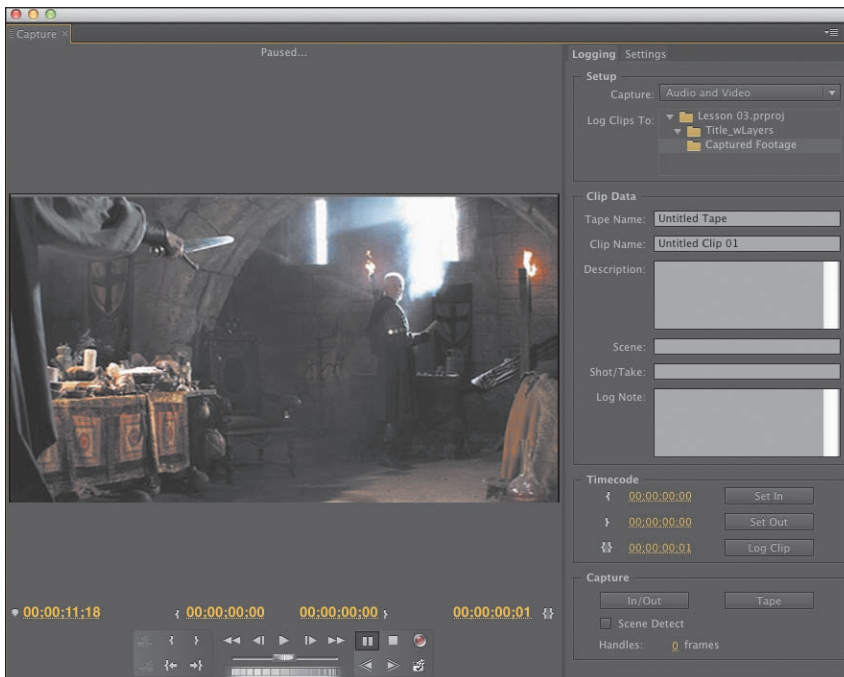 Capture ×
Paused...
Logging Settings
Setup
Capture: Audio and Video
Log Clips To: Lesson 03.prproj
Title_wLayers
Captured Footage
Clip Data
Tape Name: Untitled Tape
Clip Name: Untitled Clip 01
Description:
Scene:
Shot/Take:
Log Note:
Timecode
{ 00;00;00;00 Set In
} 00;00;00;00 Set Out
{} 00;00;00;01 Log Clip
Capture
In/Out Tape
Scene Detect
Handles: 0 frames
00;00;11;18 { 00;00;00;00 00;00;00;00 } 00;00;00;01 {}